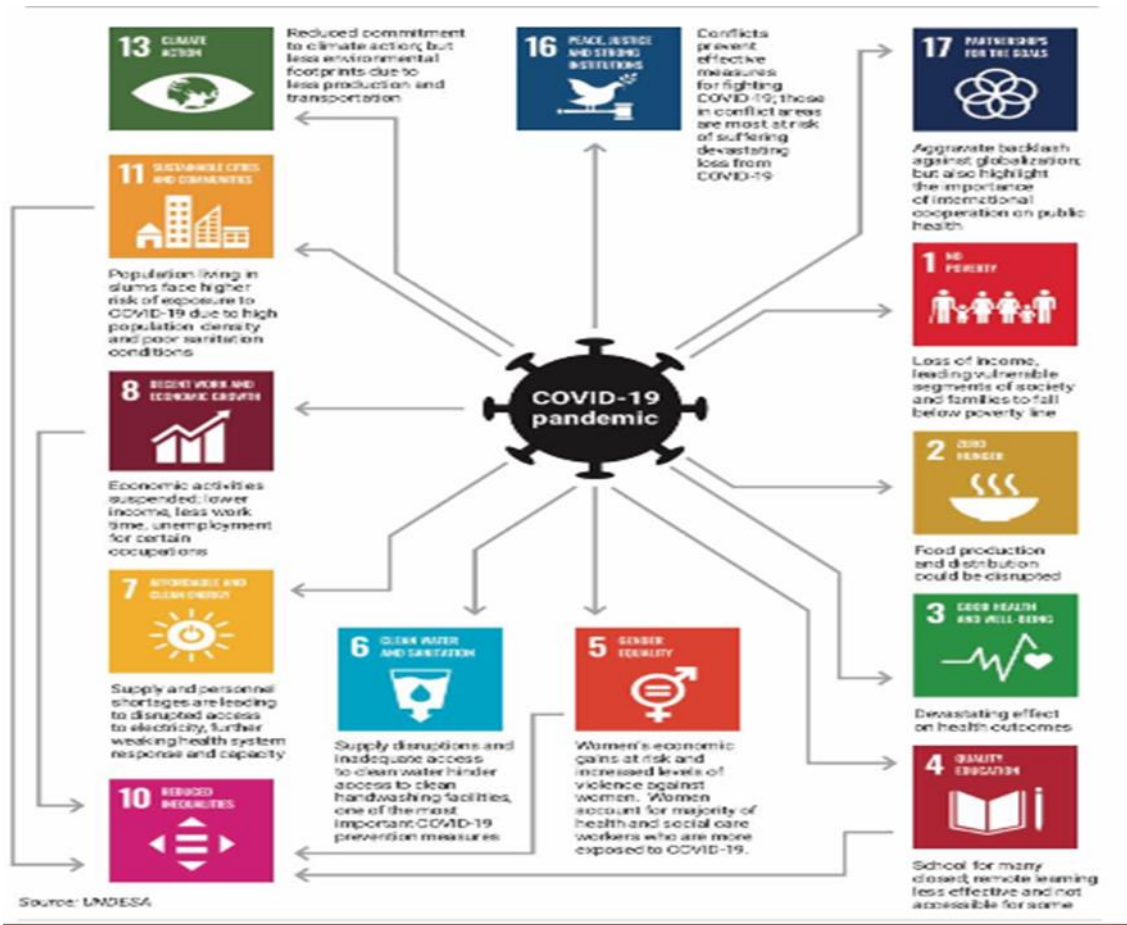 13 CLIMATE
ACTION
Reduced commitment
to climate action; but
less environmental
footprints due to
less production and
transportation
16 PEACE, JUSTICE
AND STRONG
INSTITUTIONS
Conflicts
prevent
effective
measures
for fighting
COVID-19; those
in conflict areas
are most at risk
of suffering
devastating
loss from
COVID-19
17 PARTNERSHIPS
FOR THE GOALS
Aggravate backlash
against globalization;
but also highlight
the importance
of international
cooperation on public
health
11 SUSTAINABLE CITIES
AND COMMUNITIES
Population living in
slums face higher
risk of exposure to
COVID-19 due to high
population density
and poor sanitation
conditions
1 NO
POVERTY
Loss of income,
leading vulnerable
segments of society
and families to fall
below poverty line
COVID-19
pandemic
8 DECENT WORK AND
ECONOMIC GROWTH
Economic activities
suspended; lower
income, less work
time, unemployment
for certain
occupations
2 ZERO
HUNGER
Food production
and distribution
could be disrupted
7 AFFORDABLE AND
CLEAN ENERGY
Supply and personnel
shortages are leading
to disrupted access
to electricity, further
weaking health system
response and capacity
6 CLEAN WATER
AND SANITATION
Supply disruptions and
inadequate access
to clean water hinder
access to clean
handwashing facilities,
one of the most
important COVID-19
prevention measures
5 GENDER
EQUALITY
Women's economic
gains at risk and
increased levels of
violence against
women. Women
account for majority of
health and social care
workers who are more
exposed to COVID-19.
3 GOOD HEALTH
AND WELL-BEING
Devastating effect
on health outcomes
4 QUALITY
EDUCATION
School for many
closed; remote learning
less effective and not
accessible for some
10 REDUCED
INEQUALITIES
Source: UNDESA